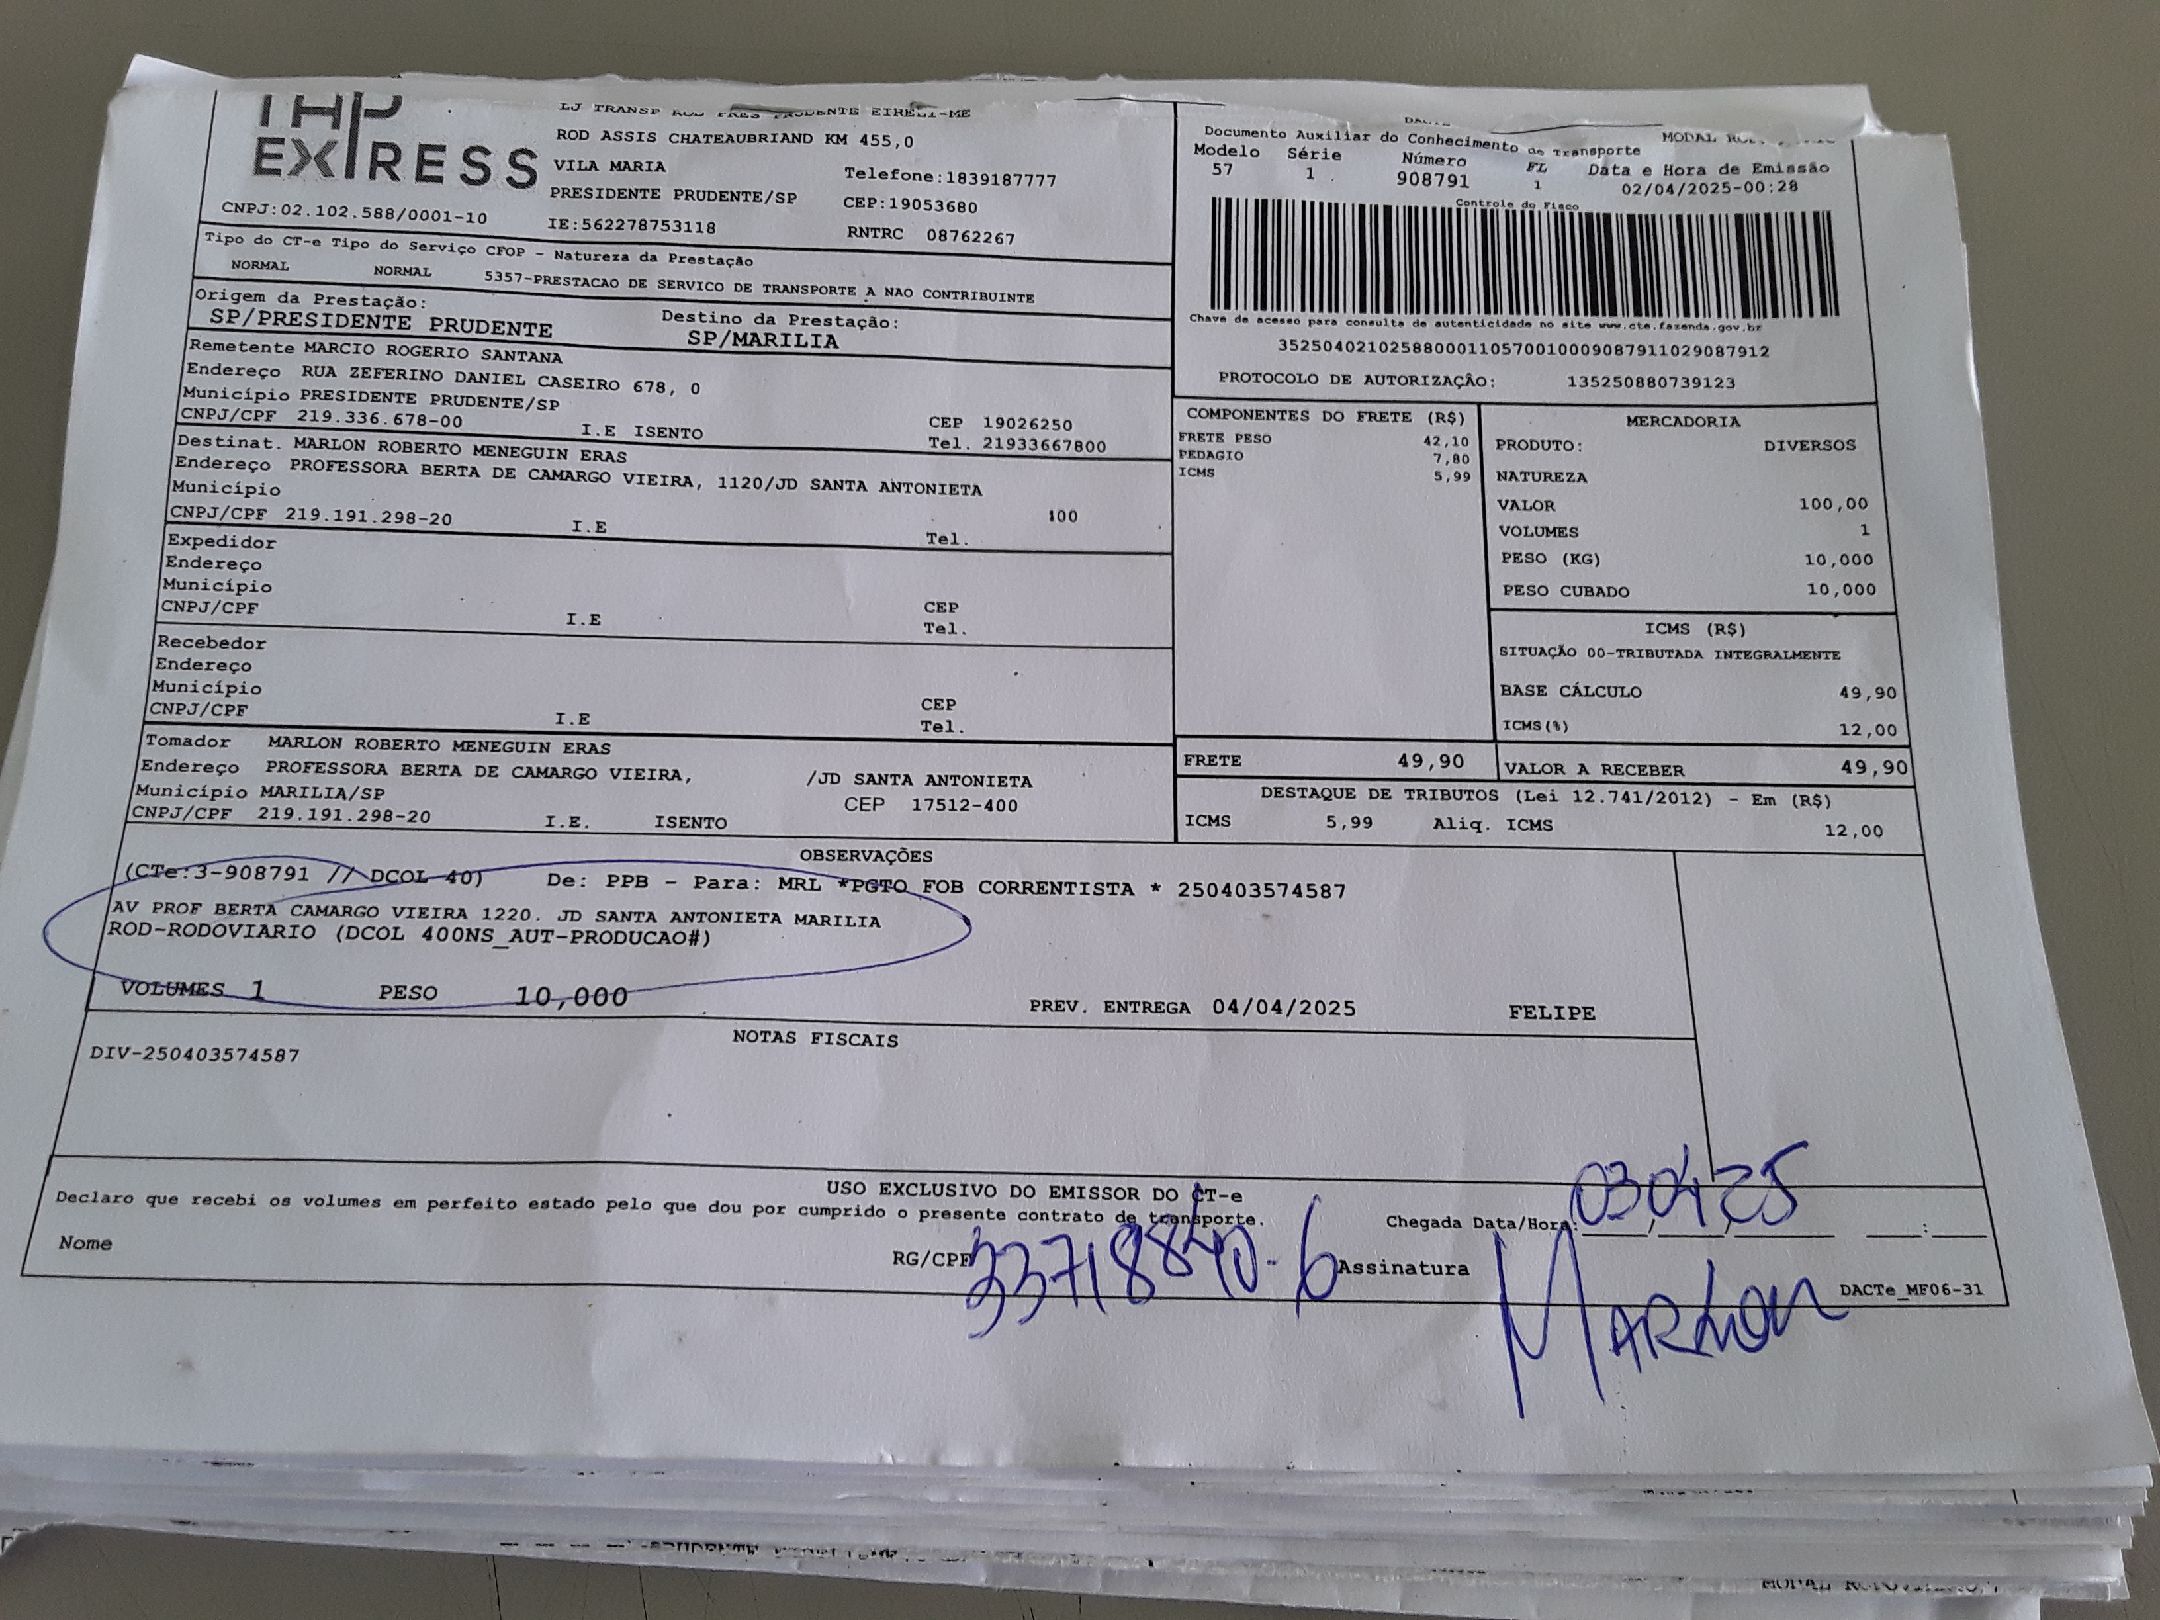 EXPRESS
LJ TRANSP
ROD ASSIS CHATEAUBRIAND KM 455,0
VILA MARIA
Telefone:1839187777
PRESIDENTE PRUDENTE/SP
CEP:19053680
CNPJ:02.102.588/0001-10
IE:562278753118
RNTRC 08762267
Documento Auxiliar do Conhecimento de Transporte
Modelo Série Número FL Data e Hora de Emissão
57 1 908791 1 02/04/2025-00:28
Controle do Fisco
Chave de acesso para consulta de autenticidade no site www.cte.fazenda.gov.br
35250402102588000110570010009087911029087912
PROTOCOLO DE AUTORIZAÇÂO: 135250880739123
Tipo do CT-e Tipo do Serviço CFOP - Natureza da Prestação
NORMAL NORMAL 5357-PRESTACAO DE SERVICO DE TRANSPORTE A NAO CONTRIBUINTE
Origem da Prestação: Destino da Prestação:
SP/PRESIDENTE PRUDENTE SP/MARILIA
Remetente MARCIO ROGERIO SANTANA
Endereço RUA ZEFERINO DANIEL CASEIRO 678, 0
Município PRESIDENTE PRUDENTE/SP
CEP 19026250
CNPJ/CPF 219.336.678-00 I.E ISENTO Tel. 21933667800
Destinat. MARLON ROBERTO MENEGUIN ERAS
Endereço PROFESSORA BERTA DE CAMARGO VIEIRA, 1120/JD SANTA ANTONIETA
Município
CNPJ/CPF 219.191.298-20 I.E Tel.
Expedidor
Endereço
Município
CEP
CNPJ/CPF I.E Tel.
Recebedor
Endereço
Município
CEP
CNPJ/CPF I.E Tel.
Tomador MARLON ROBERTO MENEGUIN ERAS
Endereço PROFESSORA BERTA DE CAMARGO VIEIRA, /JD SANTA ANTONIETA
Município MARILIA/SP CEP 17512-400
CNPJ/CPF 219.191.298-20 I.E. ISENTO
COMPONENTES DO FRETE (R$)
FRETE PESO 42,10
PEDAGIO 7,80
ICMS 5,99
MERCADORIA
PRODUTO: DIVERSOS
NATUREZA
VALOR 100,00
VOLUMES 1
PESO (KG) 10,000
PESO CUBADO 10,000
ICMS (R$)
SITUAÇÃO 00-TRIBUTADA INTEGRALMENTE
BASE CÁLCULO 49,90
ICMS(%) 12,00
FRETE 49,90 VALOR A RECEBER 49,90
DESTAQUE DE TRIBUTOS (Lei 12.741/2012) - Em (R$)
ICMS 5,99 Aliq. ICMS 12,00
OBSERVAÇÕES
(CTe:3-908791 // DCOL 40) De: PPB - Para: MRL *PGTO FOB CORRENTISTA * 250403574587
AV PROF BERTA CAMARGO VIEIRA 1220. JD SANTA ANTONIETA MARILIA
ROD-RODOVIARIO (DCOL 400NS_AUT-PRODUCAO#)
VOLUMES 1 PESO 10,000 PREV. ENTREGA 04/04/2025 FELIPE
NOTAS FISCAIS
DIV-250403574587
USO EXCLUSIVO DO EMISSOR DO CT-e
Declaro que recebi os volumes em perfeito estado pelo que dou por cumprido o presente contrato de transporte.
Chegada Data/Hora: 03 04 25
Nome RG/CPF 33718840-6 Assinatura MARLON
DACTe_MF06-31